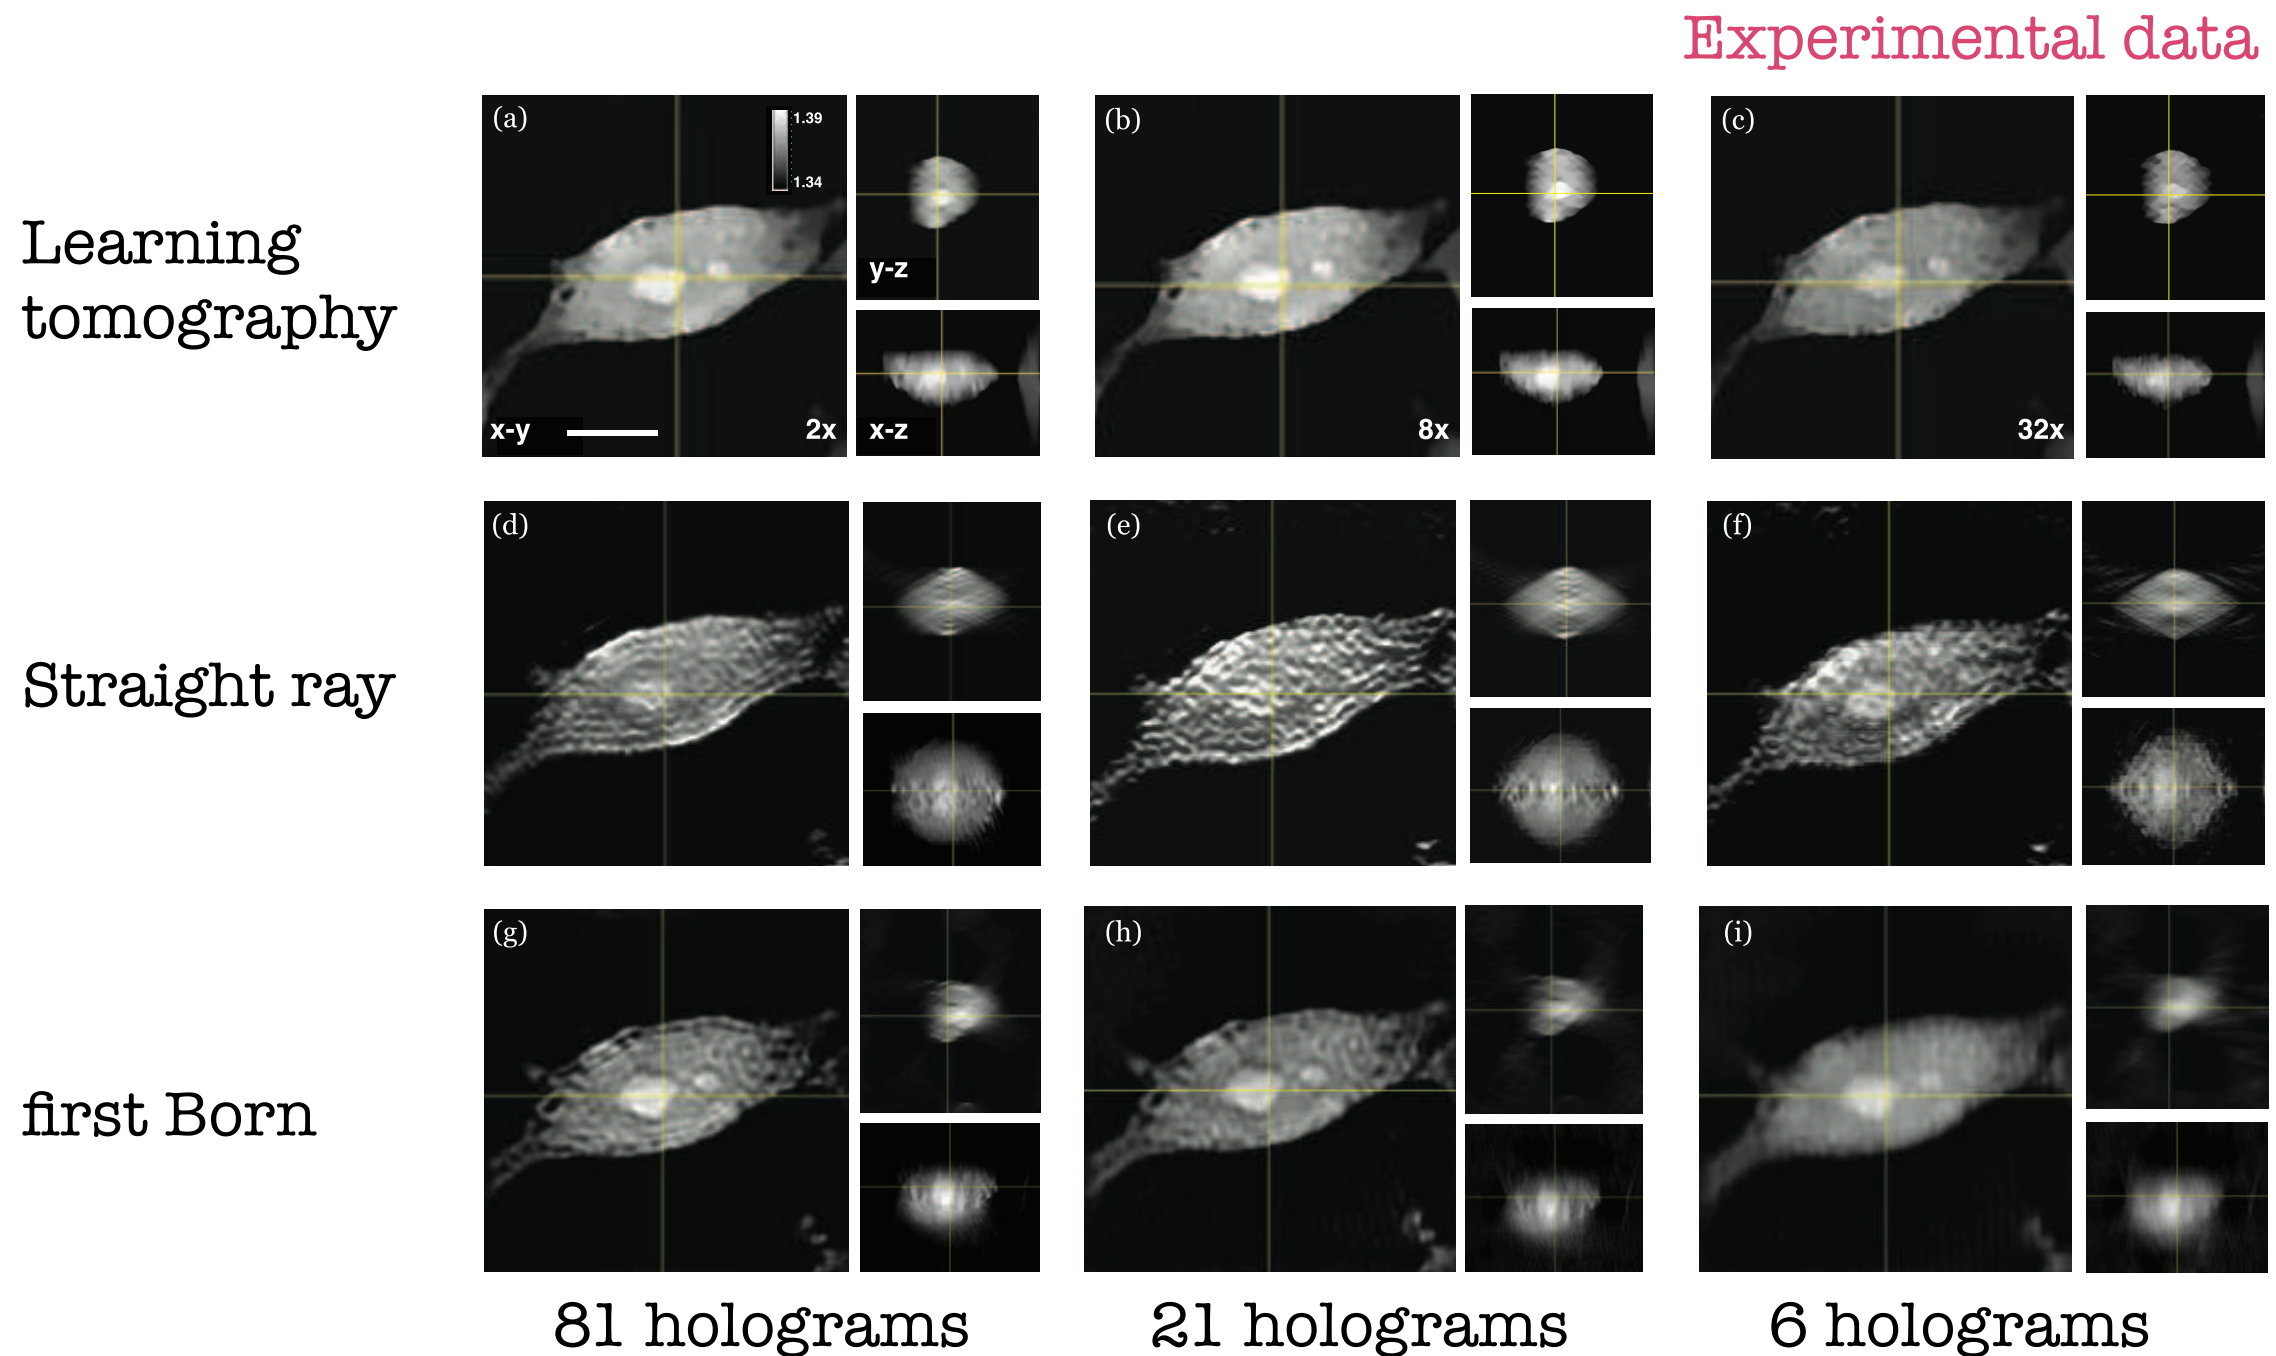 Experimental data
Learning
tomography
(a)
1.39
1.34
y-z
x-y
2x
x-z
(b)
8x
(c)
32x
Straight ray
(d)
(e)
(f)
first Born
(g)
(h)
(i)
81 holograms
21 holograms
6 holograms